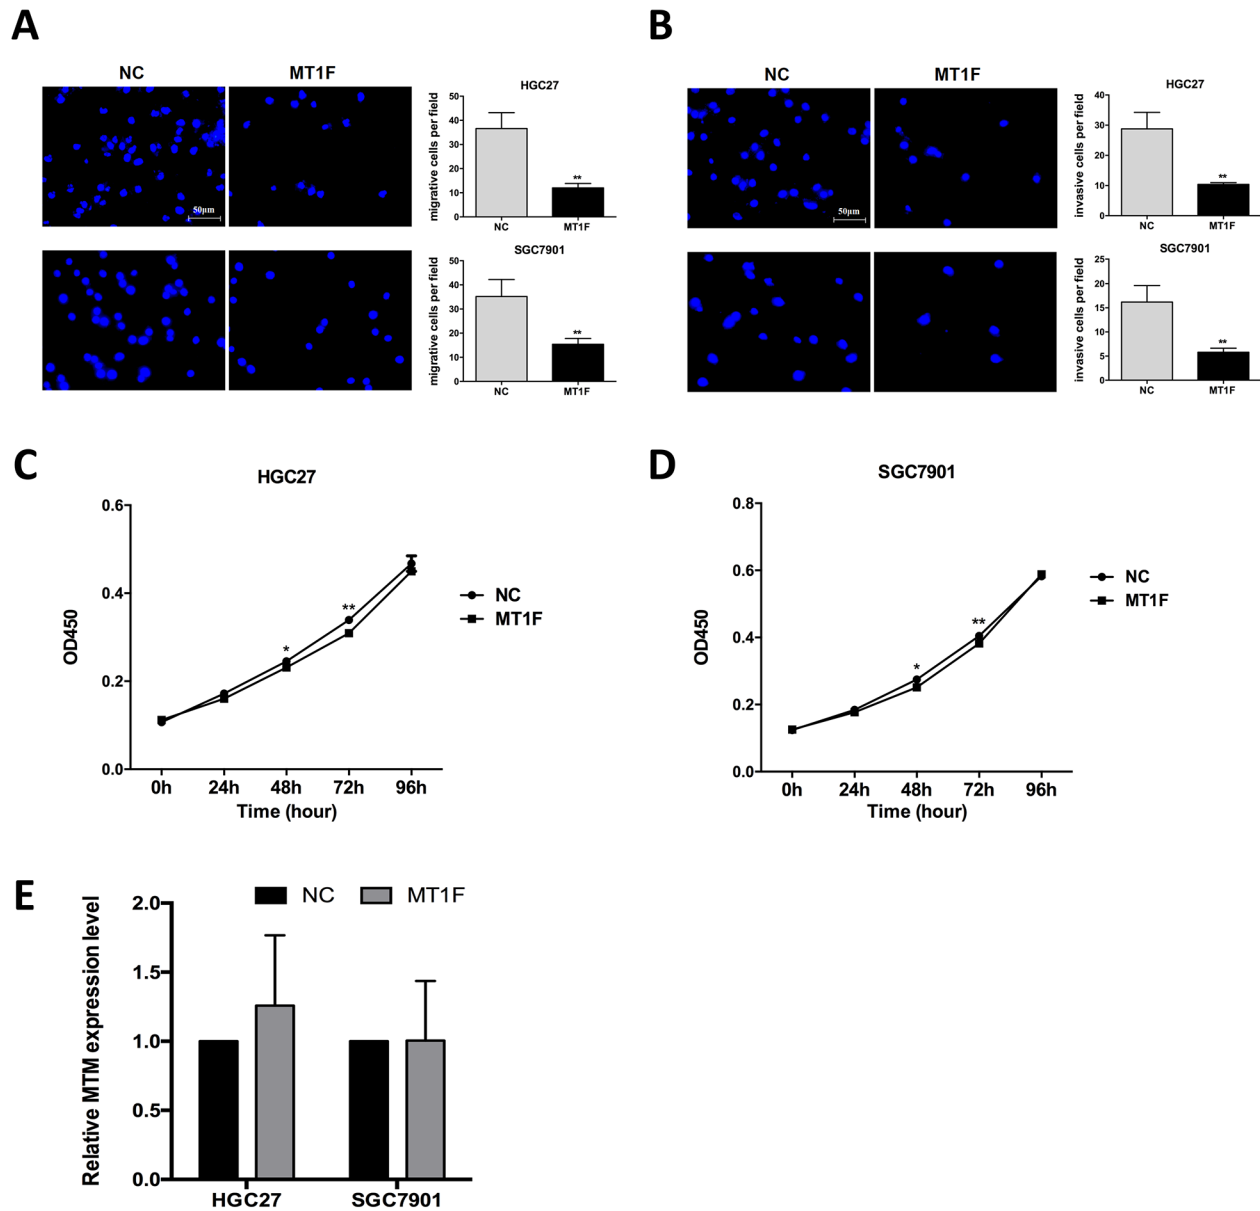 A
NC
MT1F
50μm
HGC27
migrative cells per field
50
40
30
20
10
0
**
NC
MT1F
SGC7901
migrative cells per field
50
40
30
20
10
0
**
NC
MT1F
B
NC
MT1F
50μm
HGC27
invasive cells per field
40
30
20
10
0
**
NC
MT1F
SGC7901
invasive cells per field
25
20
15
10
5
0
**
NC
MT1F
C
HGC27
OD450
0.6
0.4
0.2
0.0
*
**
NC
MT1F
0h 24h 48h 72h 96h
Time (hour)
D
SGC7901
OD450
0.8
0.6
0.4
0.2
0.0
*
**
NC
MT1F
0h 24h 48h 72h 96h
Time (hour)
E
NC MT1F
Relative MTM expression level
2.0
1.5
1.0
0.5
0.0
HGC27 SGC7901